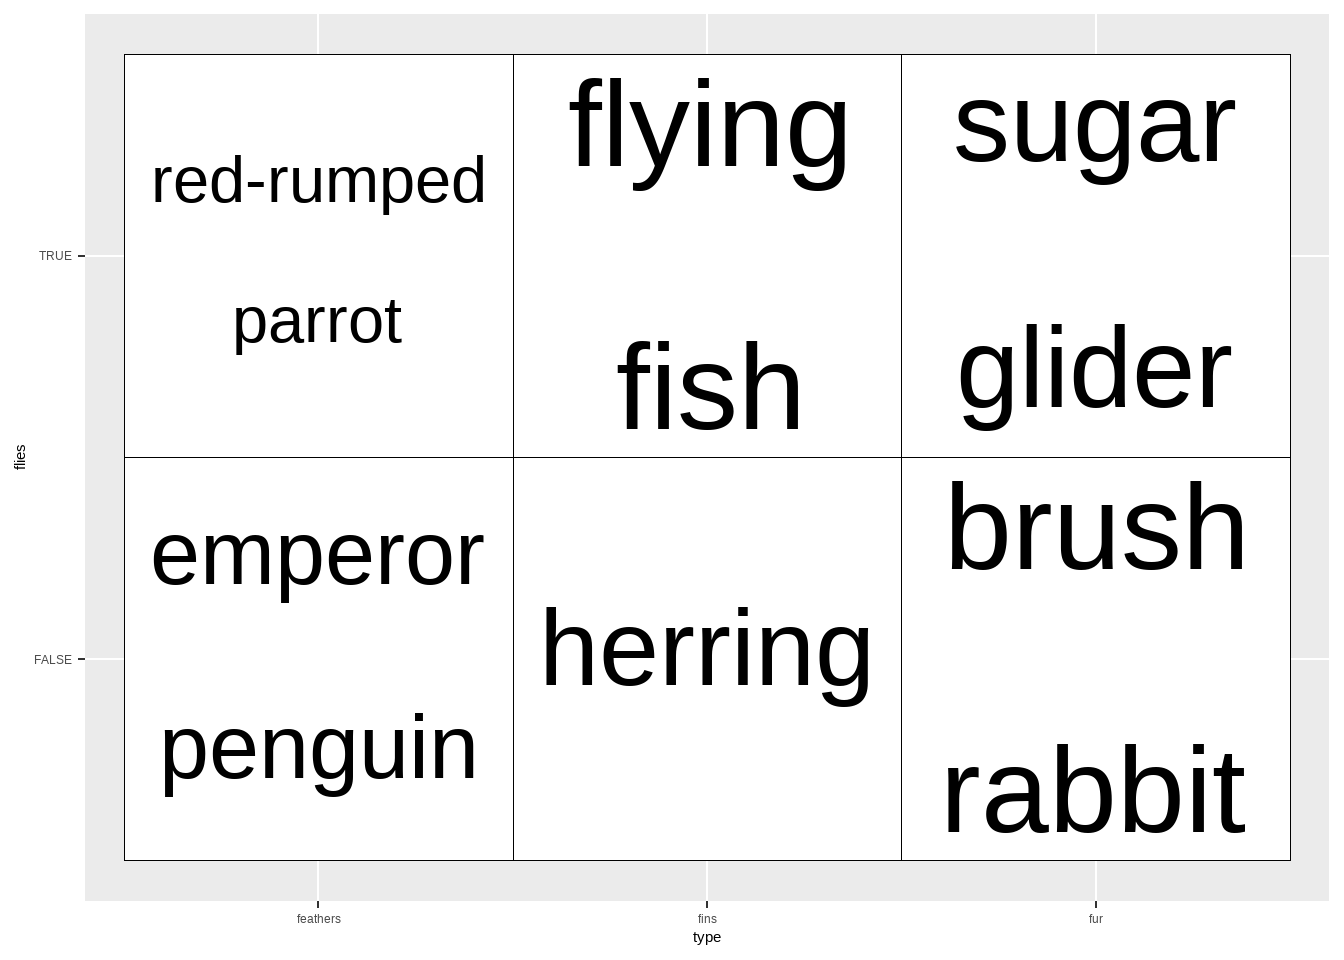 red-rumped
parrot
flying
fish
sugar
glider
TRUE
flies
emperor
penguin
herring
brush
rabbit
FALSE
feathers
fins
fur
type